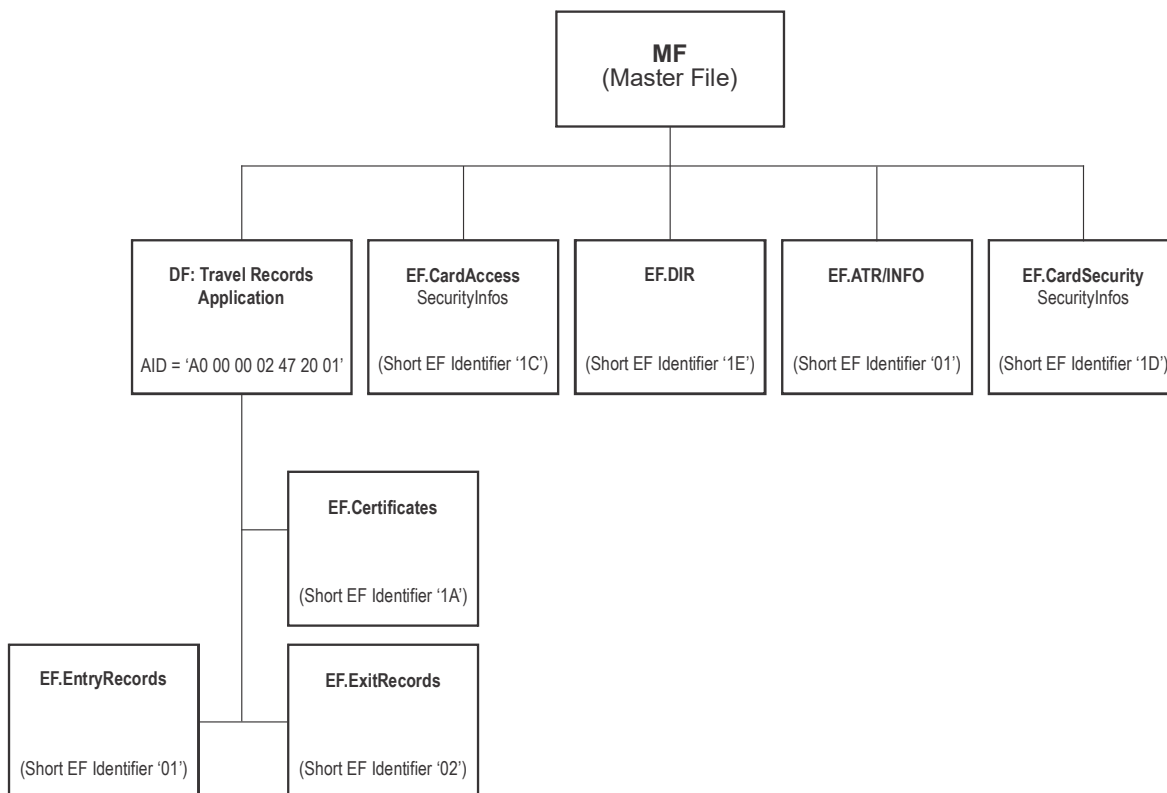 MF
(Master File)
DF: Travel Records
Application
AID = ‘A0 00 00 02 47 20 01’
EF.CardAccess
SecurityInfos
(Short EF Identifier ‘1C’)
EF.DIR
(Short EF Identifier ‘1E’)
EF.ATR/INFO
(Short EF Identifier ‘01’)
EF.CardSecurity
SecurityInfos
(Short EF Identifier ‘1D’)
EF.Certificates
(Short EF Identifier ‘1A’)
EF.EntryRecords
(Short EF Identifier ‘01’)
EF.ExitRecords
(Short EF Identifier ‘02’)